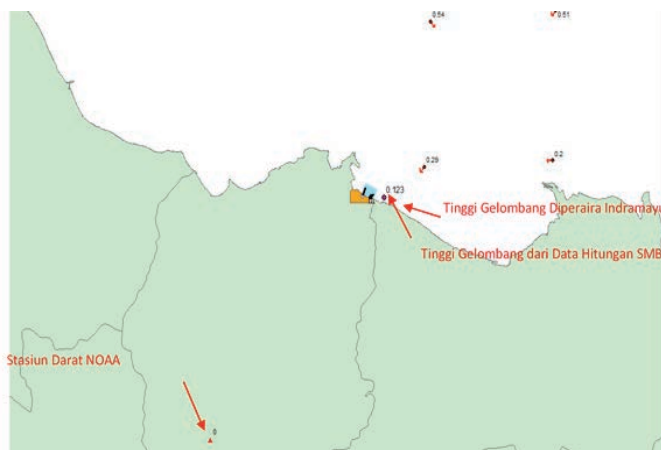 0.54
0.51
0.29
0.2
0.123
Tinggi Gelombang Diperaira Indramayu
Tinggi Gelombang dari Data Hitungan SMB
Stasiun Darat NOAA
0